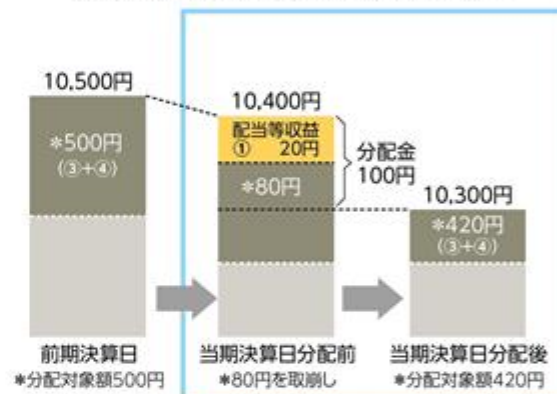 10,500円
*500円
(③+④)
10,400円
配当等収益
① 20円
*80円
分配金
100円
10,300円
*420円
(③+④)
前期決算日
*分配対象額500円
当期決算日分配前
*80円を取崩し
当期決算日分配後
*分配対象額420円